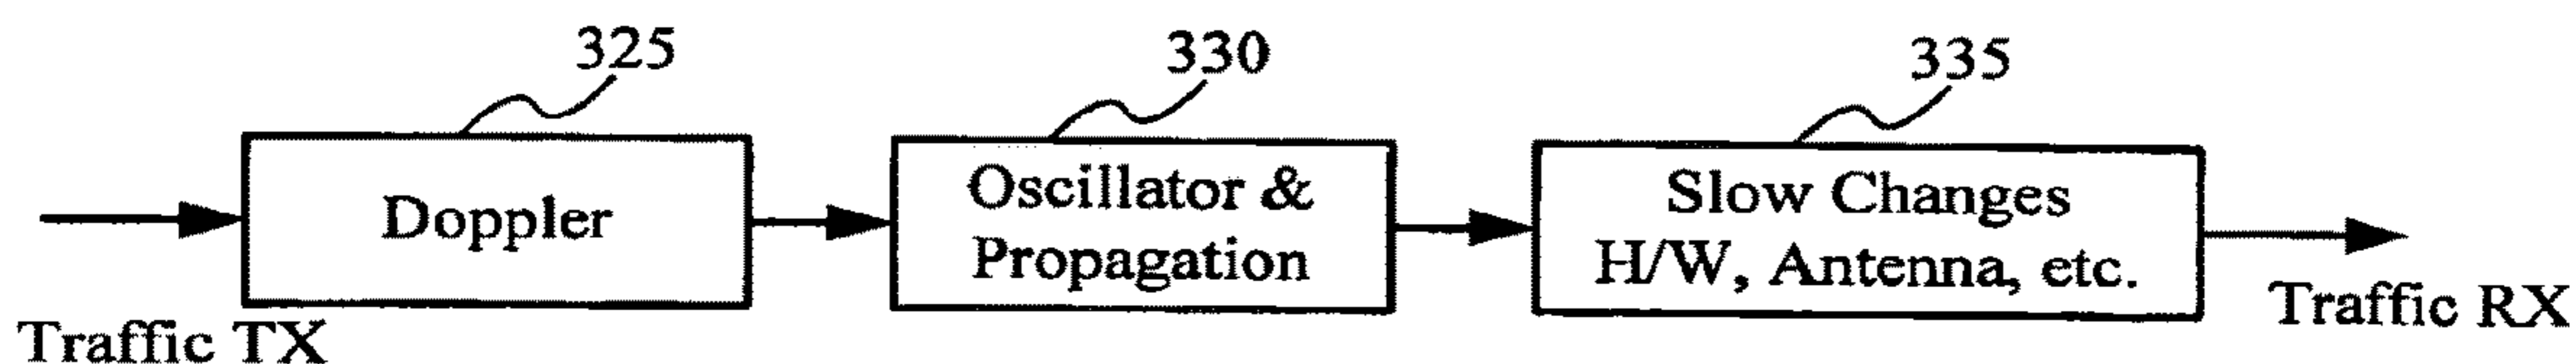 325
330
335
Doppler
Oscillator &
Propagation
Slow Changes
H/W, Antenna, etc.
Traffic TX
Traffic RX